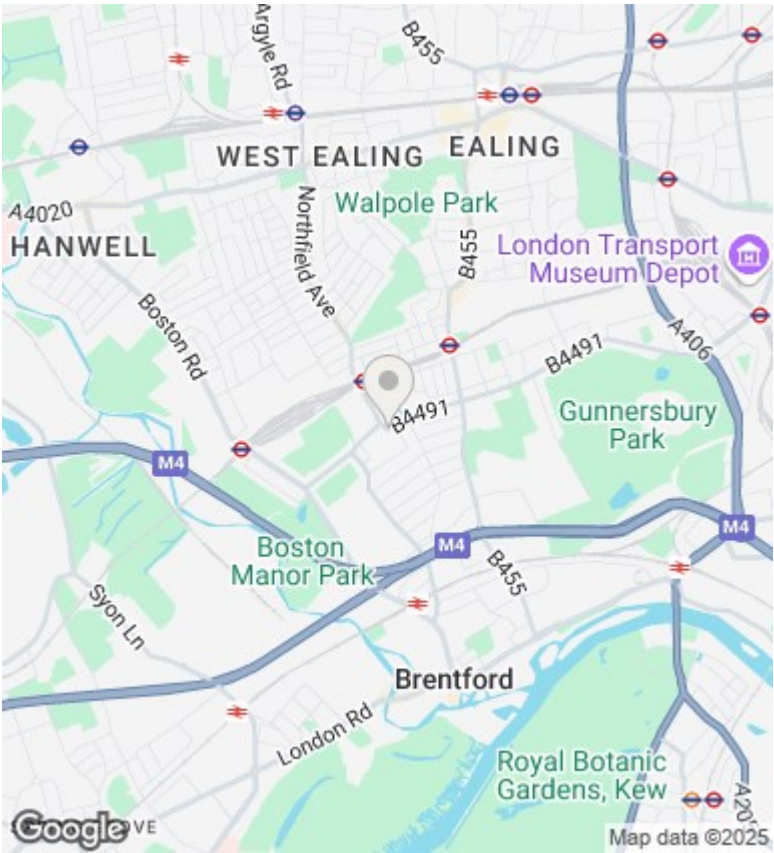 Argyle Rd
B455
WEST EALING
EALING
A4020
Walpole Park
HANWELL
Northfield Ave
B455
London Transport
Museum Depot
Boston Rd
A406
B4491
B4491
Gunnersbury
Park
M4
M4
M4
Boston
Manor Park
B455
Syon Ln
Brentford
London Rd
Royal Botanic
Gardens, Kew
Google
OVE
Map data ©2025